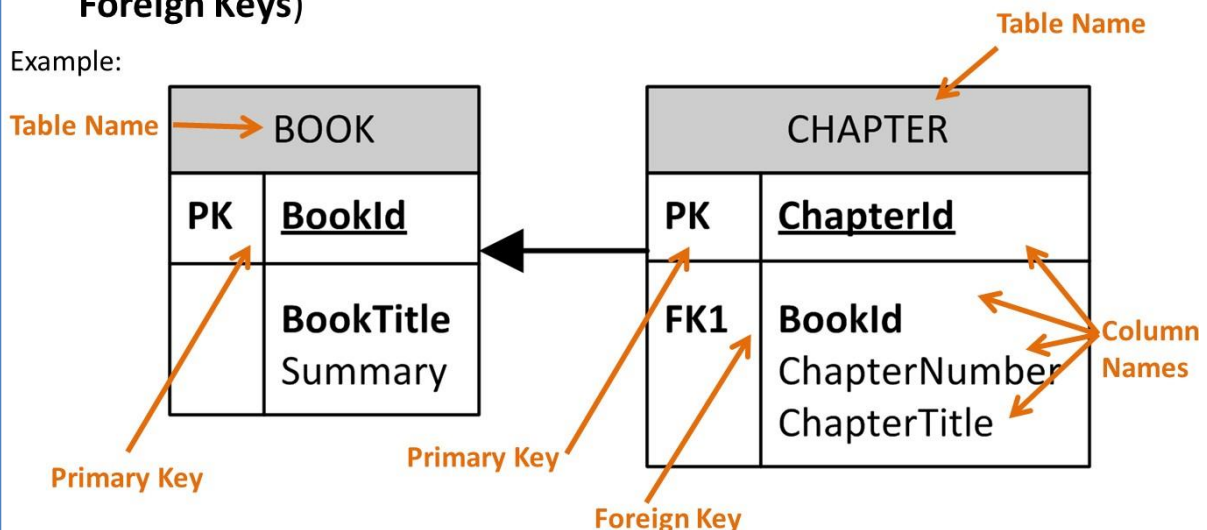 Foreign Keys)
Example:
Table Name
Table Name
BOOK
PK BookId
BookTitle
Summary
Primary Key
CHAPTER
PK ChapterId
FK1 BookId
ChapterNumber
ChapterTitle
Column
Names
Primary Key
Foreign Key